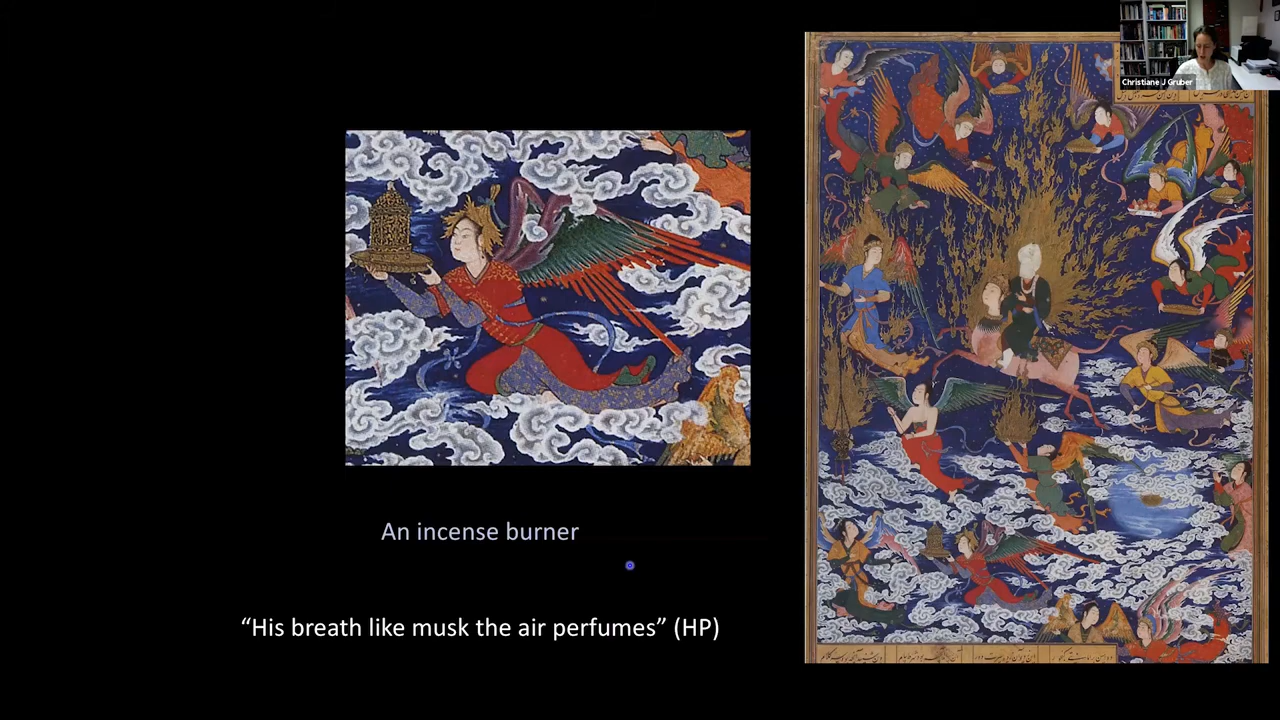 Christiane J Gruber
An incense burner
“His breath like musk the air perfumes” (HP)